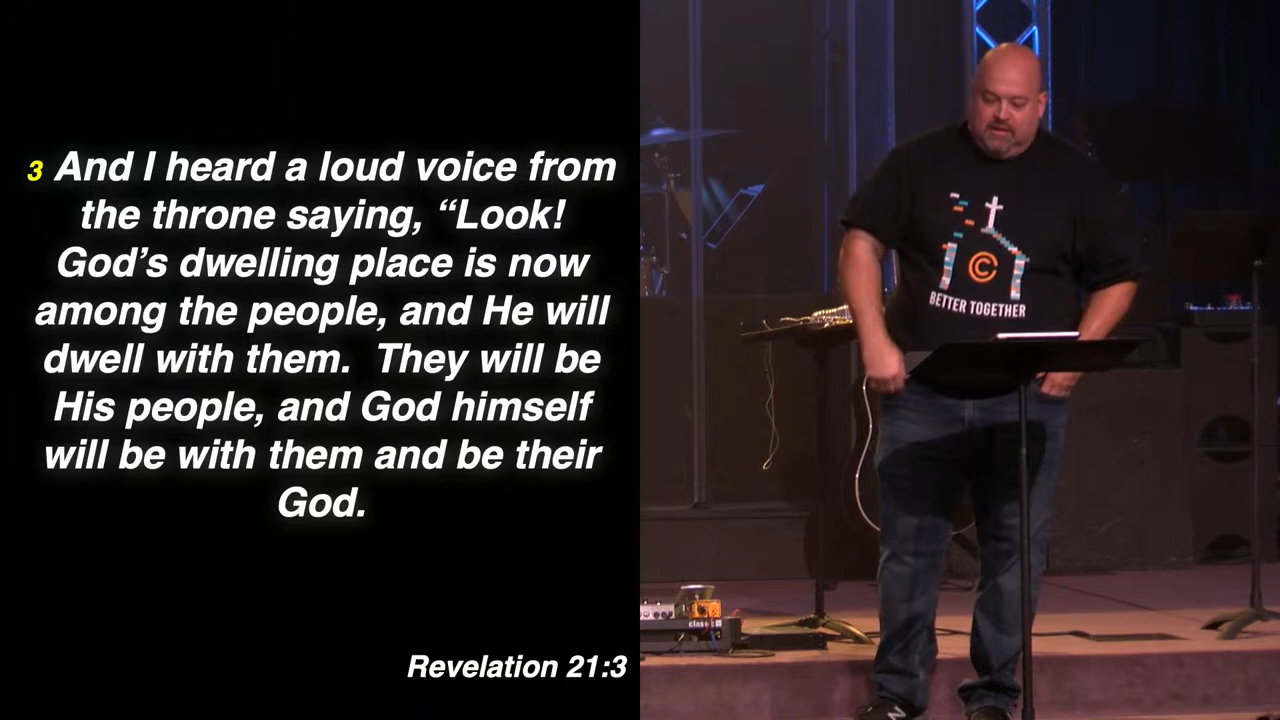 3 And I heard a loud voice from
the throne saying, “Look!
God’s dwelling place is now
among the people, and He will
dwell with them.  They will be
His people, and God himself
will be with them and be their
God.
Revelation 21:3
C
BETTER TOGETHER
classic
N